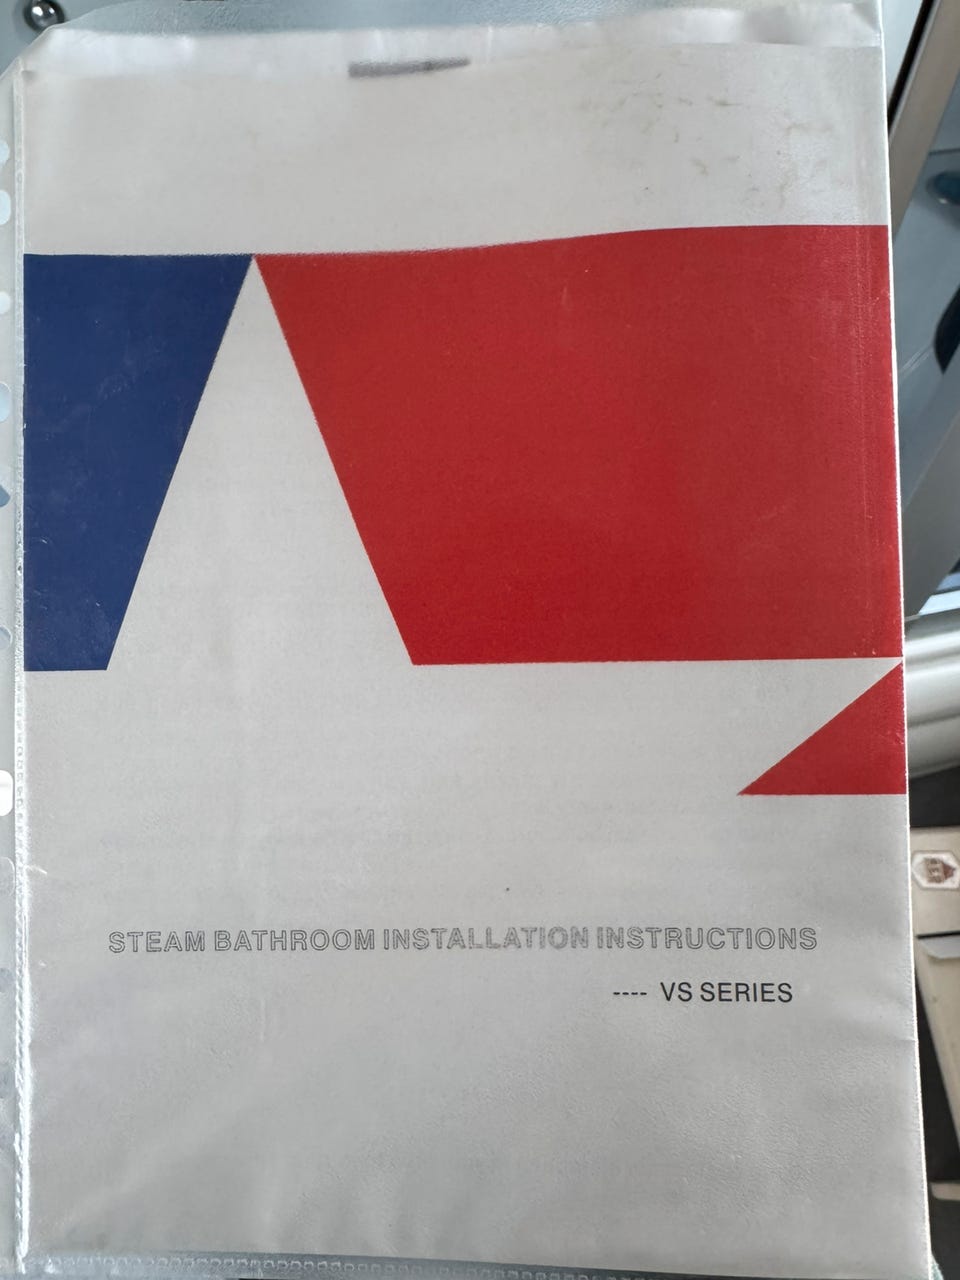 STEAM BATHROOM INSTALLATION INSTRUCTIONS
---- VS SERIES